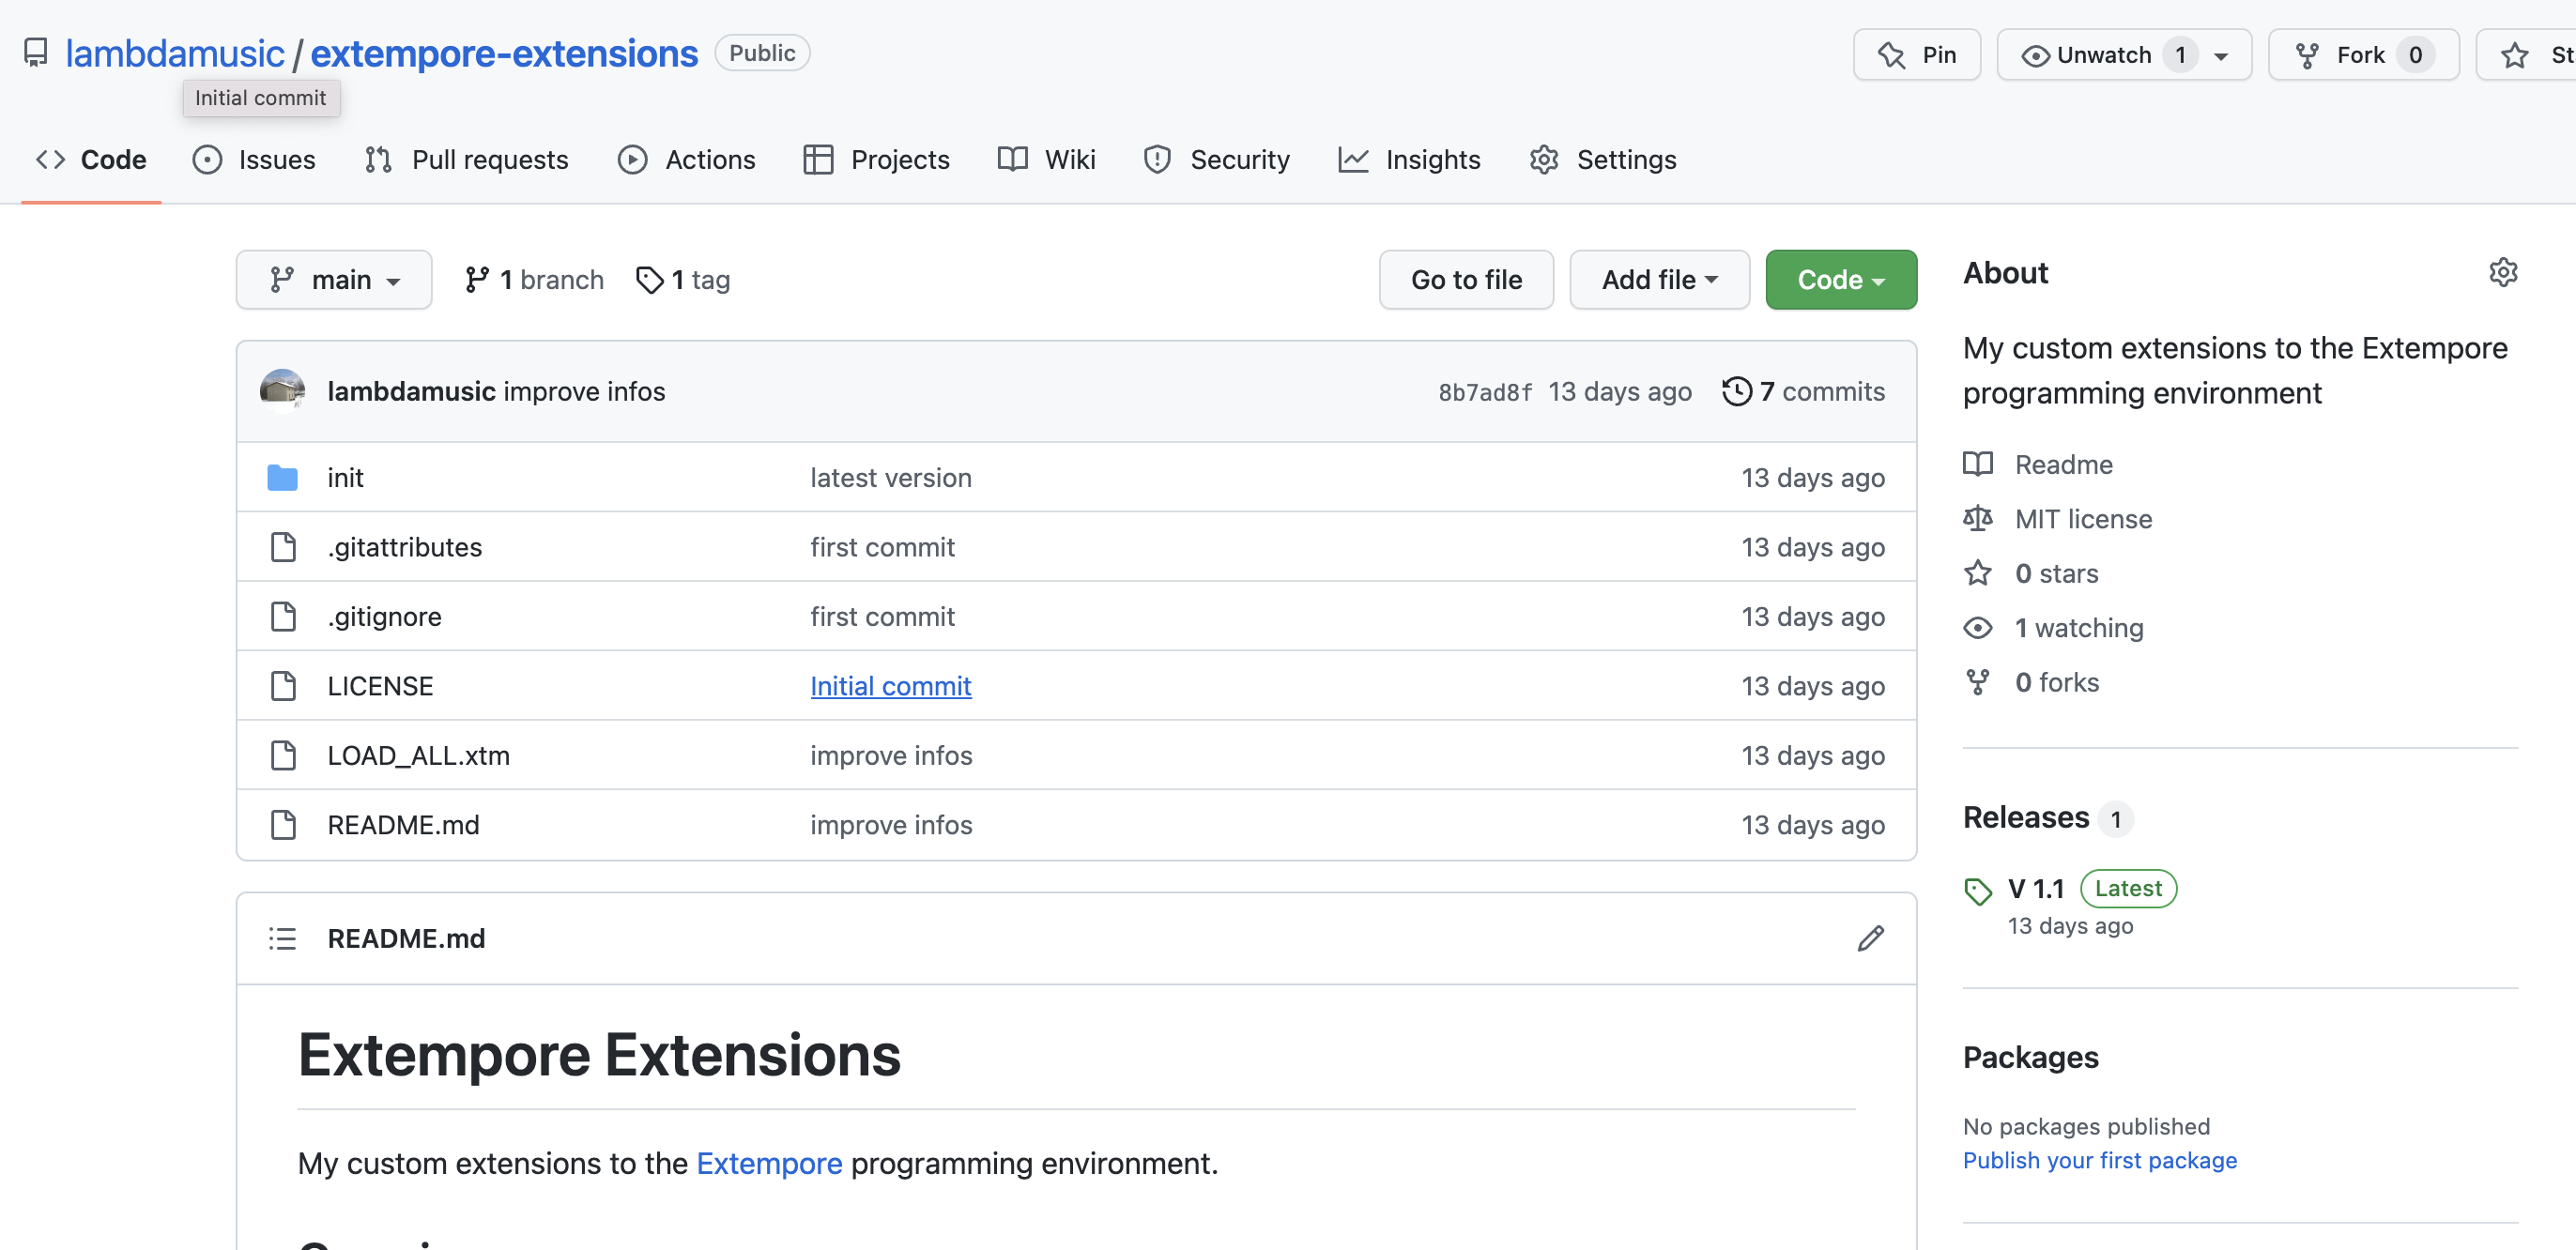 lambdamusic / extempore-extensions Public
Pin Unwatch 1 Fork 0
Initial commit
Code Issues Pull requests Actions Projects Wiki Security Insights Settings
main 1 branch 1 tag Go to file Add file Code
lambdamusic improve infos 8b7ad8f 13 days ago 7 commits
init latest version 13 days ago
.gitattributes first commit 13 days ago
.gitignore first commit 13 days ago
LICENSE Initial commit 13 days ago
LOAD_ALL.xtm improve infos 13 days ago
README.md improve infos 13 days ago
README.md
Extempore Extensions
My custom extensions to the Extempore programming environment.
About
My custom extensions to the Extempore
programming environment
Readme
MIT license
0 stars
1 watching
0 forks
Releases 1
V 1.1 Latest
13 days ago
Packages
No packages published
Publish your first package